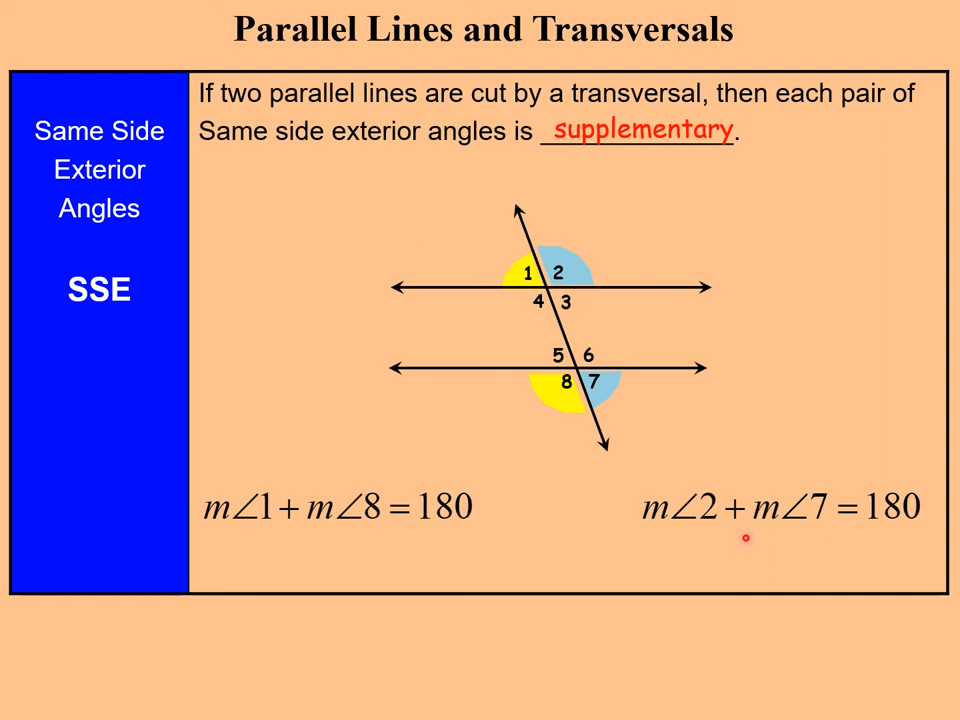 Parallel Lines and Transversals
Same Side
Exterior
Angles
SSE
If two parallel lines are cut by a transversal, then each pair of
Same side exterior angles is supplementary.
1 2
4 3
5 6
8 7
m∠1 + m∠8 = 180
m∠2 + m∠7 = 180